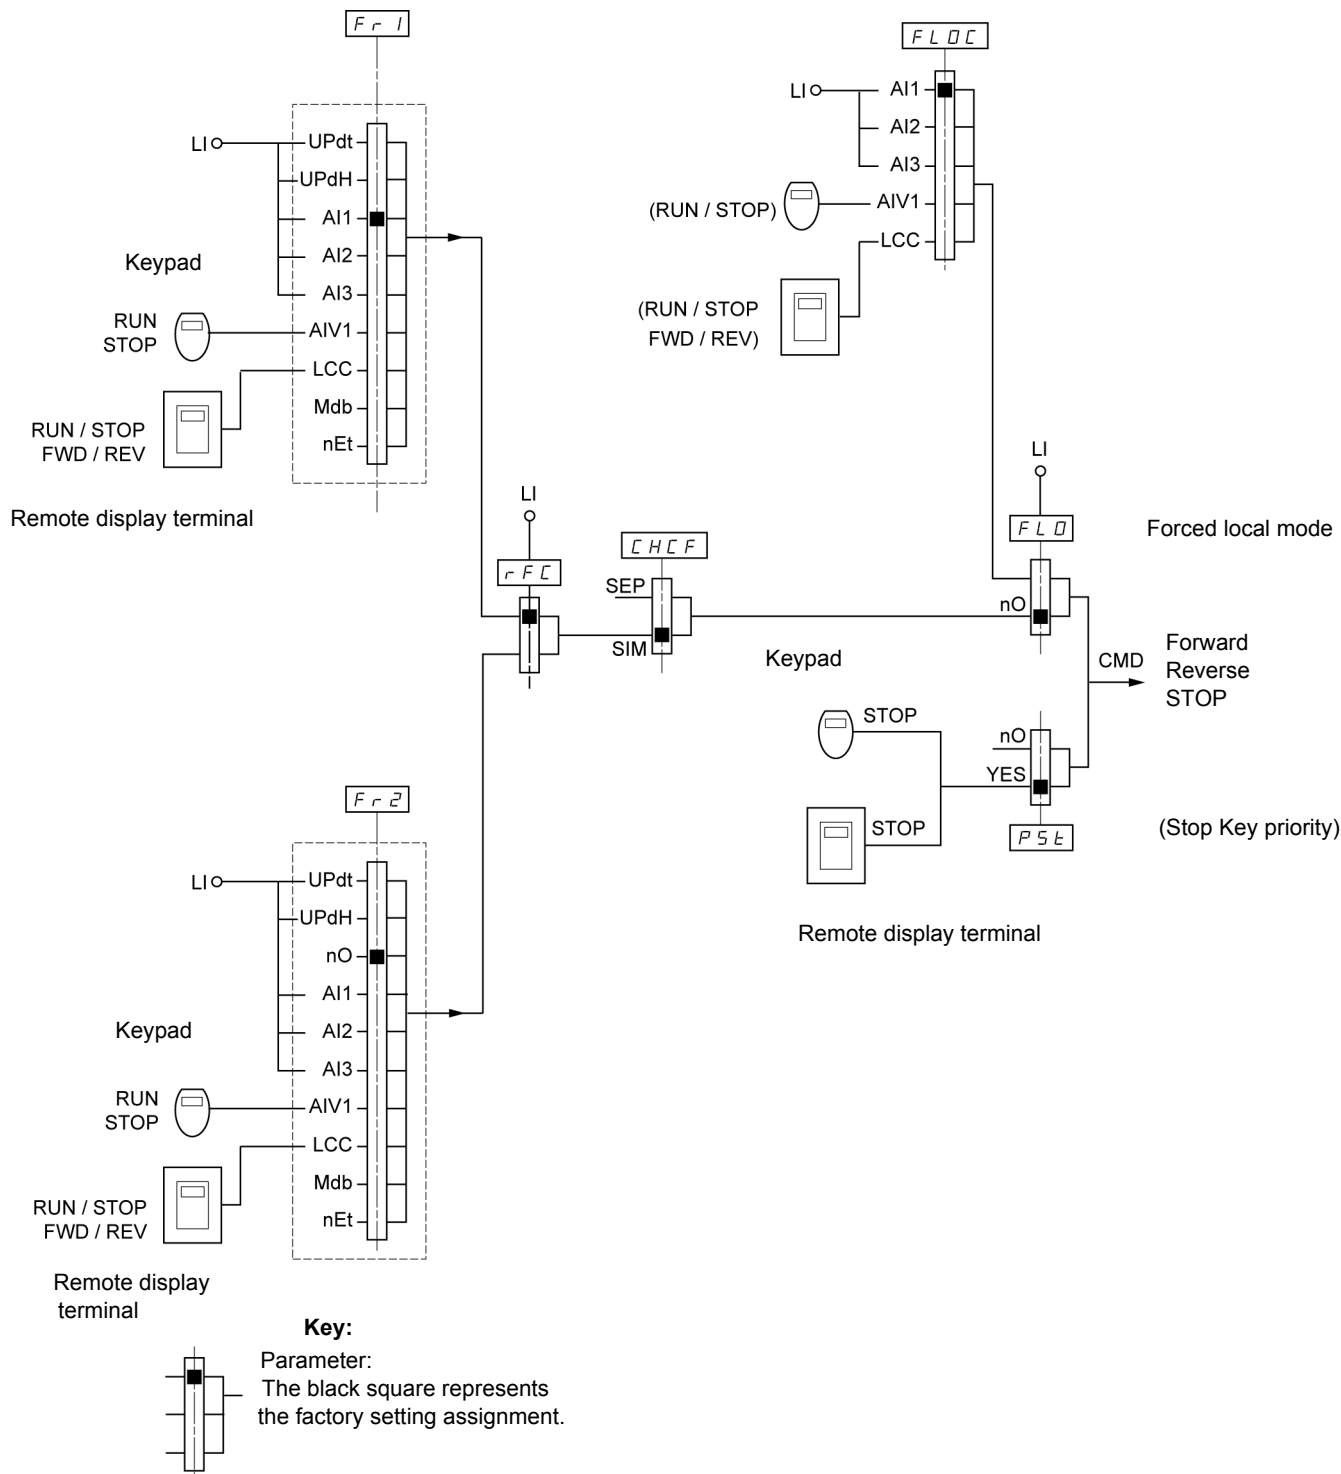 Fr1
LI
UPdt
UPdH
AI1
AI2
AI3
AIV1
LCC
Mdb
nEt
Keypad
RUN
STOP
RUN / STOP
FWD / REV
Remote display terminal
FLOC
LI
AI1
AI2
AI3
AIV1
LCC
(RUN / STOP)
(RUN / STOP
FWD / REV)
LI
rFC
CHCF
SEP
SIM
LI
FLO
nO
Forced local mode
Keypad
CMD
Forward
Reverse
STOP
STOP
STOP
nO
YES
PSt
(Stop Key priority)
Remote display terminal
Fr2
LI
UPdt
UPdH
nO
AI1
AI2
AI3
AIV1
LCC
Mdb
nEt
Keypad
RUN
STOP
RUN / STOP
FWD / REV
Remote display
terminal
Key:
Parameter:
The black square represents
the factory setting assignment.